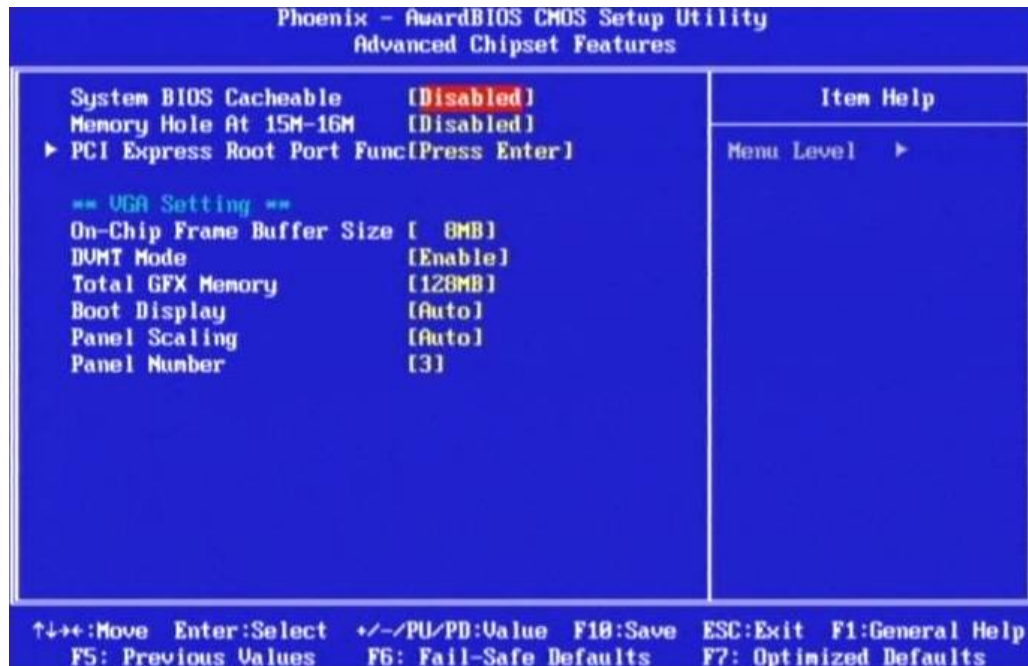 Phoenix - AwardBIOS CMOS Setup Utility
Advanced Chipset Features
System BIOS Cacheable [Disabled]
Memory Hole At 15M-16M [Disabled]
▶ PCI Express Root Port Func[Press Enter]
== VGA Setting ==
On-Chip Frame Buffer Size [ 8MB]
DVMT Mode [Enable]
Total GFX Memory [128MB]
Boot Display [Auto]
Panel Scaling [Auto]
Panel Number [3]
Item Help
Menu Level ▶
↑↓→←:Move Enter:Select +/-/PU/PD:Value F10:Save ESC:Exit F1:General Help
F5: Previous Values F6: Fail-Safe Defaults F7: Optimized Defaults